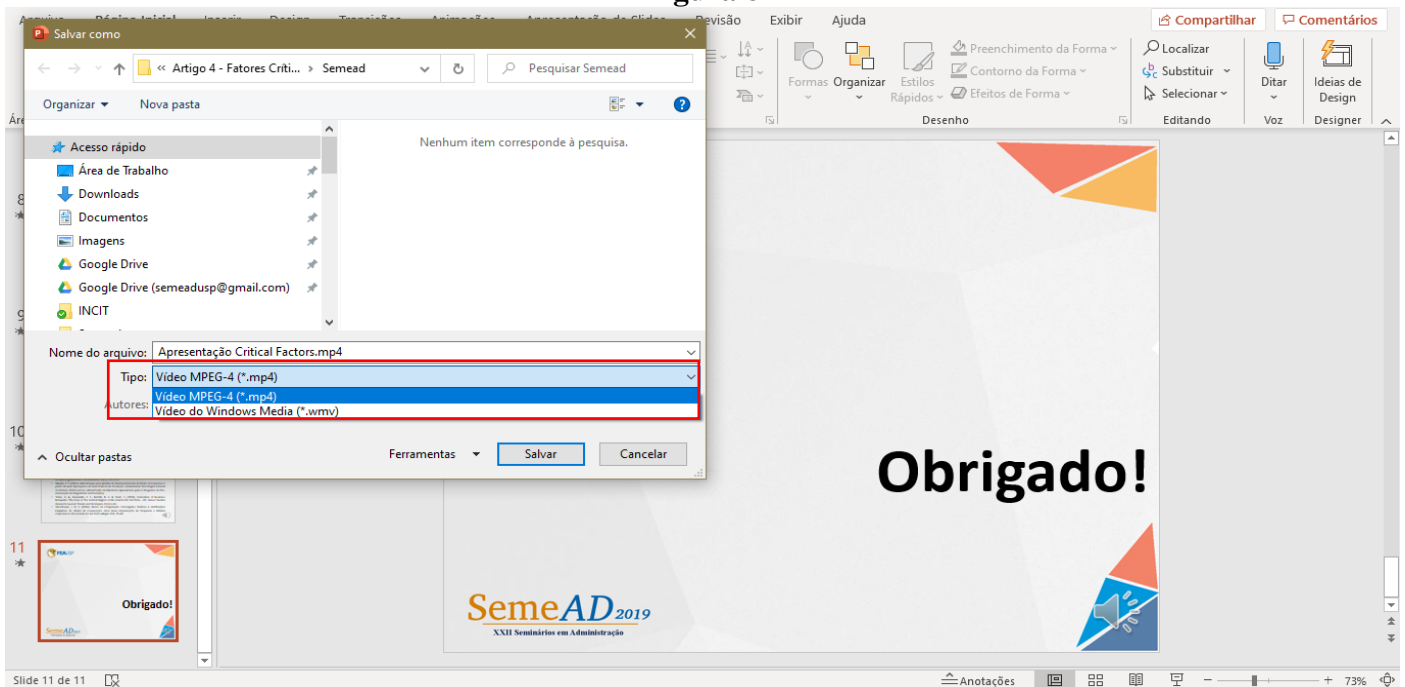 Salvar como
Revisão Exibir Ajuda
Compartilhar Comentários
« Artigo 4 - Fatores Críti... › Semead
Pesquisar Semead
Organizar Nova pasta
Nenhum item corresponde à pesquisa.
Acesso rápido
Área de Trabalho
Downloads
Documentos
Imagens
Google Drive
Google Drive (semeadusp@gmail.com)
INCIT
Nome do arquivo: Apresentação Critical Factors.mp4
Tipo: Vídeo MPEG-4 (*.mp4)
Vídeo MPEG-4 (*.mp4)
Autores:
Vídeo do Windows Media (*.wmv)
Ocultar pastas
Ferramentas Salvar Cancelar
Formas Organizar Estilos Rápidos
Preenchimento da Forma
Contorno da Forma
Efeitos de Forma
Desenho
Localizar
Substituir
Selecionar
Editando
Ditar
Voz
Ideias de Design
Designer
10
11
Obrigado!
Obrigado!
SemeAD 2019
XXII Seminários em Administração
Slide 11 de 11
Anotações
73%